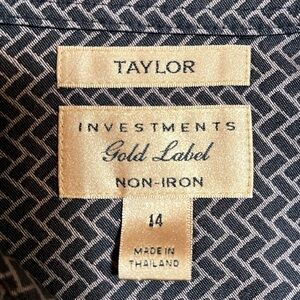 TAYLOR
INVESTMENTS
Gold Label
NON-IRON
14
MADE IN
THAILAND